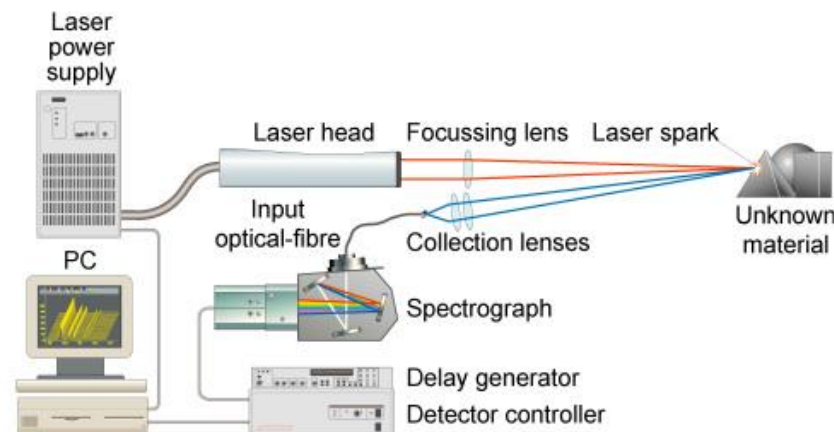 Laser
power
supply
Laser head
Focussing lens
Laser spark
Input
optical-fibre
Collection lenses
Unknown
material
PC
Spectrograph
Delay generator
Detector controller